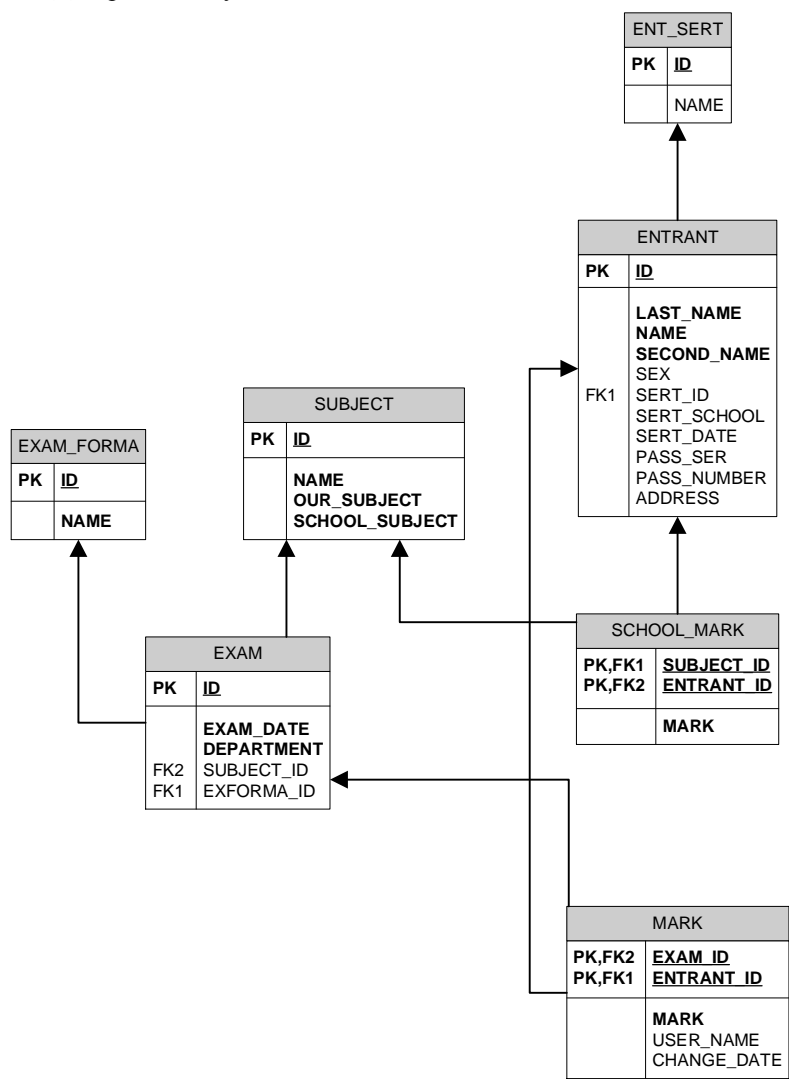 ENT_SERT
PK ID
NAME
ENTRANT
PK ID
LAST_NAME
NAME
SECOND_NAME
SEX
FK1 SERT_ID
SERT_SCHOOL
SERT_DATE
PASS_SER
PASS_NUMBER
ADDRESS
SUBJECT
PK ID
NAME
OUR_SUBJECT
SCHOOL_SUBJECT
EXAM_FORMA
PK ID
NAME
SCHOOL_MARK
PK,FK1 SUBJECT_ID
PK,FK2 ENTRANT_ID
MARK
EXAM
PK ID
EXAM_DATE
DEPARTMENT
FK2 SUBJECT_ID
FK1 EXFORMA_ID
MARK
PK,FK2 EXAM_ID
PK,FK1 ENTRANT_ID
MARK
USER_NAME
CHANGE_DATE